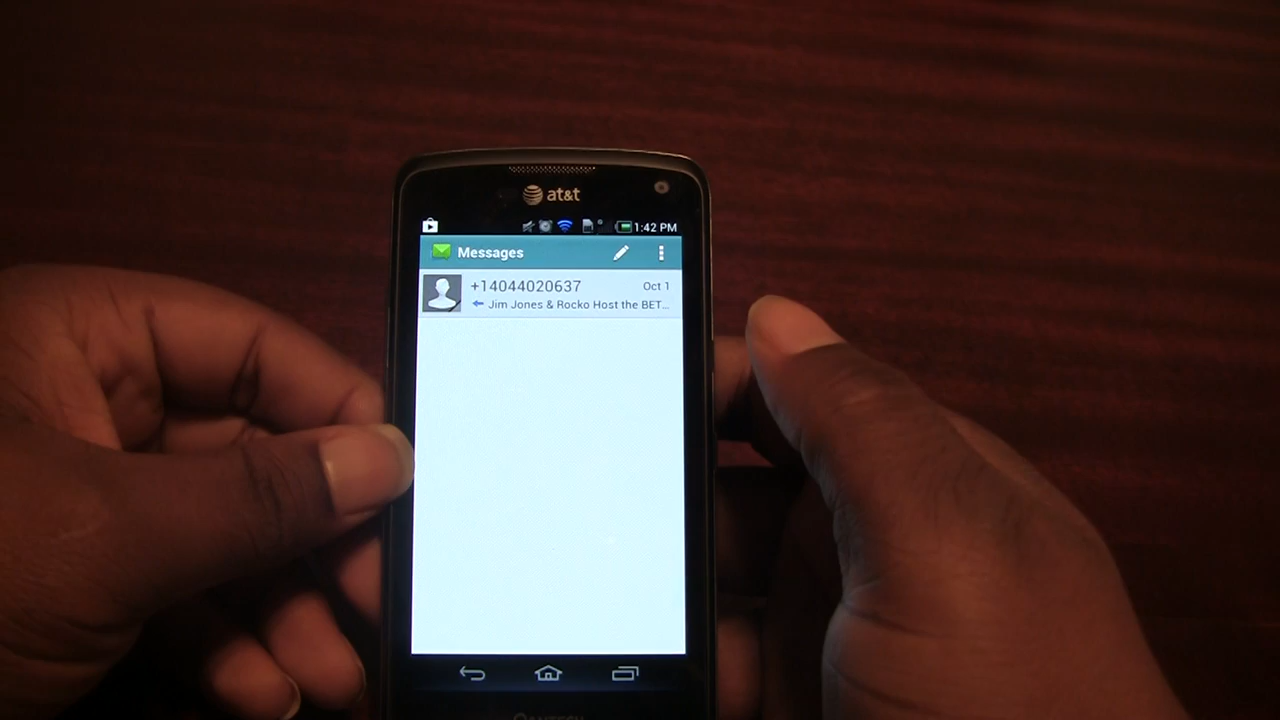 at&t
1:42 PM
Messages
+14044020637
Oct 1
Jim Jones & Rocko Host the BET...